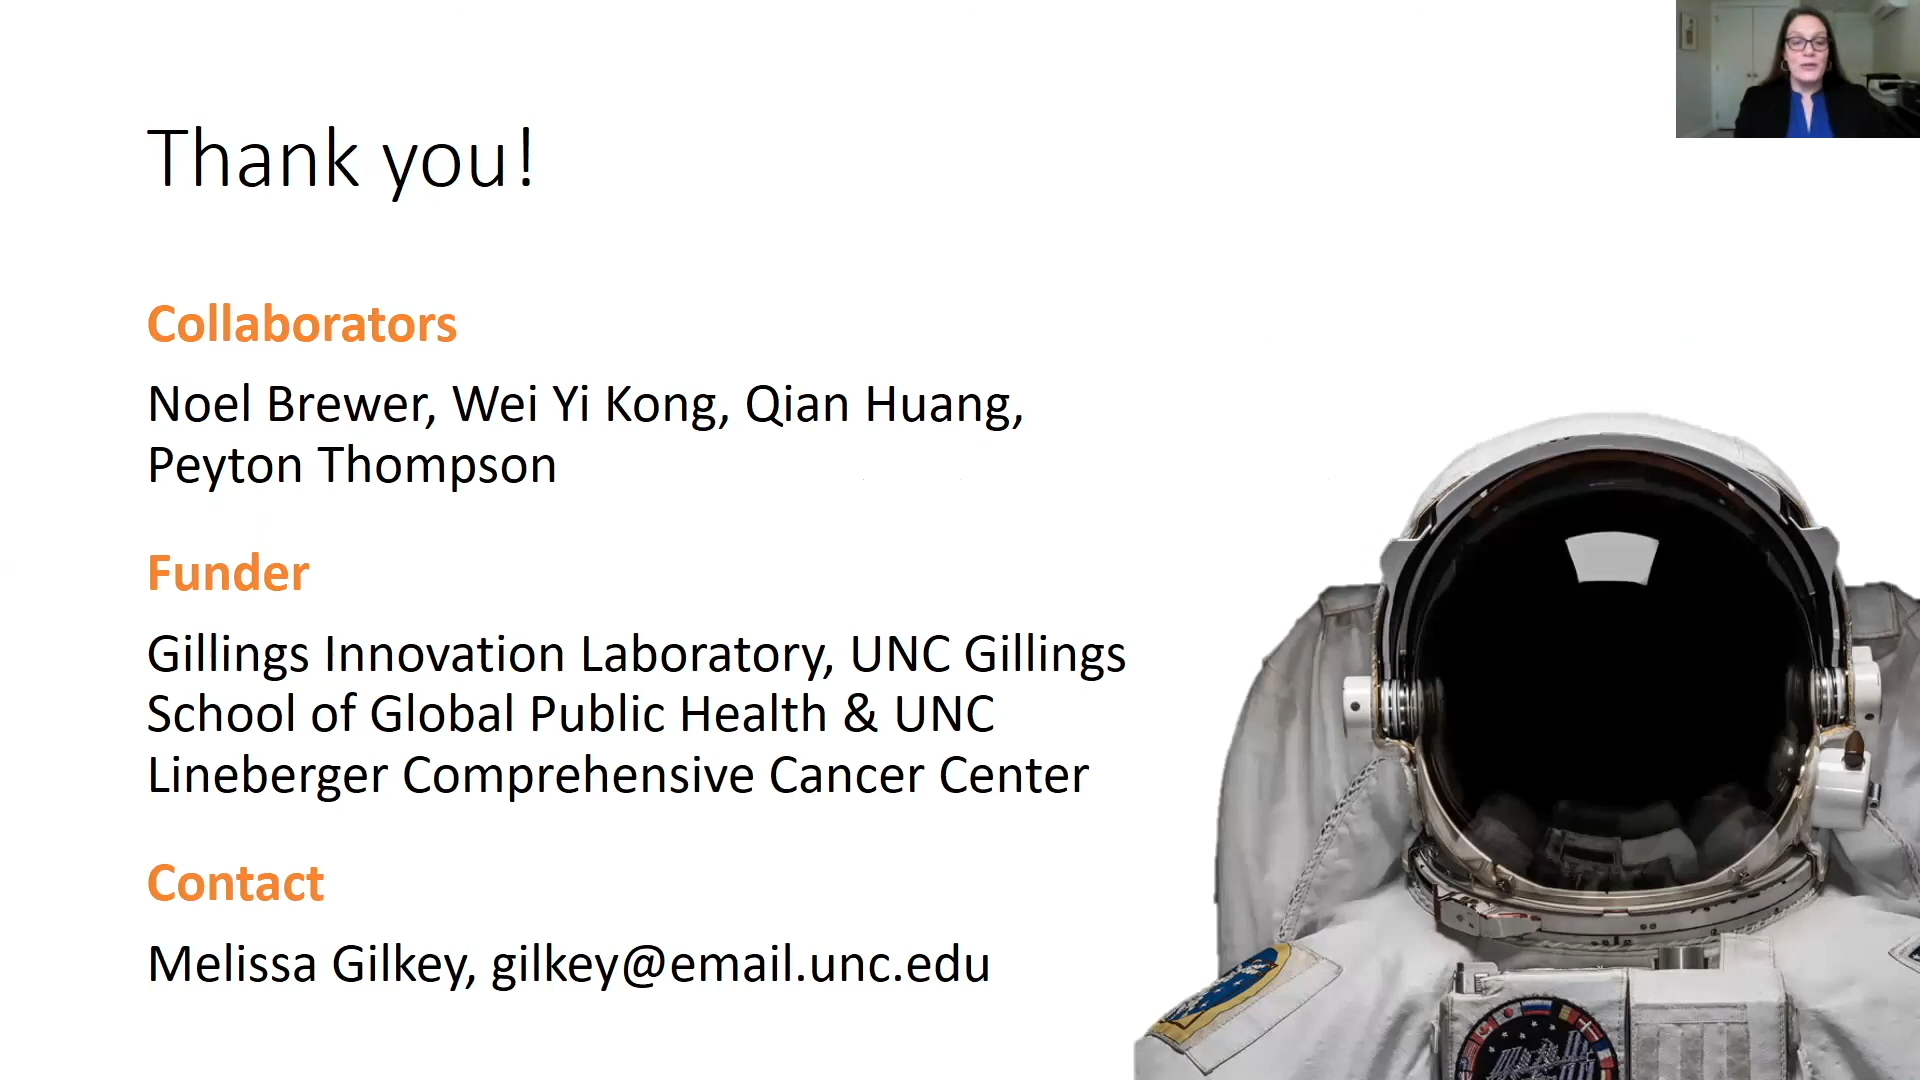 Thank you!
Collaborators
Noel Brewer, Wei Yi Kong, Qian Huang,
Peyton Thompson
Funder
Gillings Innovation Laboratory, UNC Gillings
School of Global Public Health & UNC
Lineberger Comprehensive Cancer Center
Contact
Melissa Gilkey, gilkey@email.unc.edu